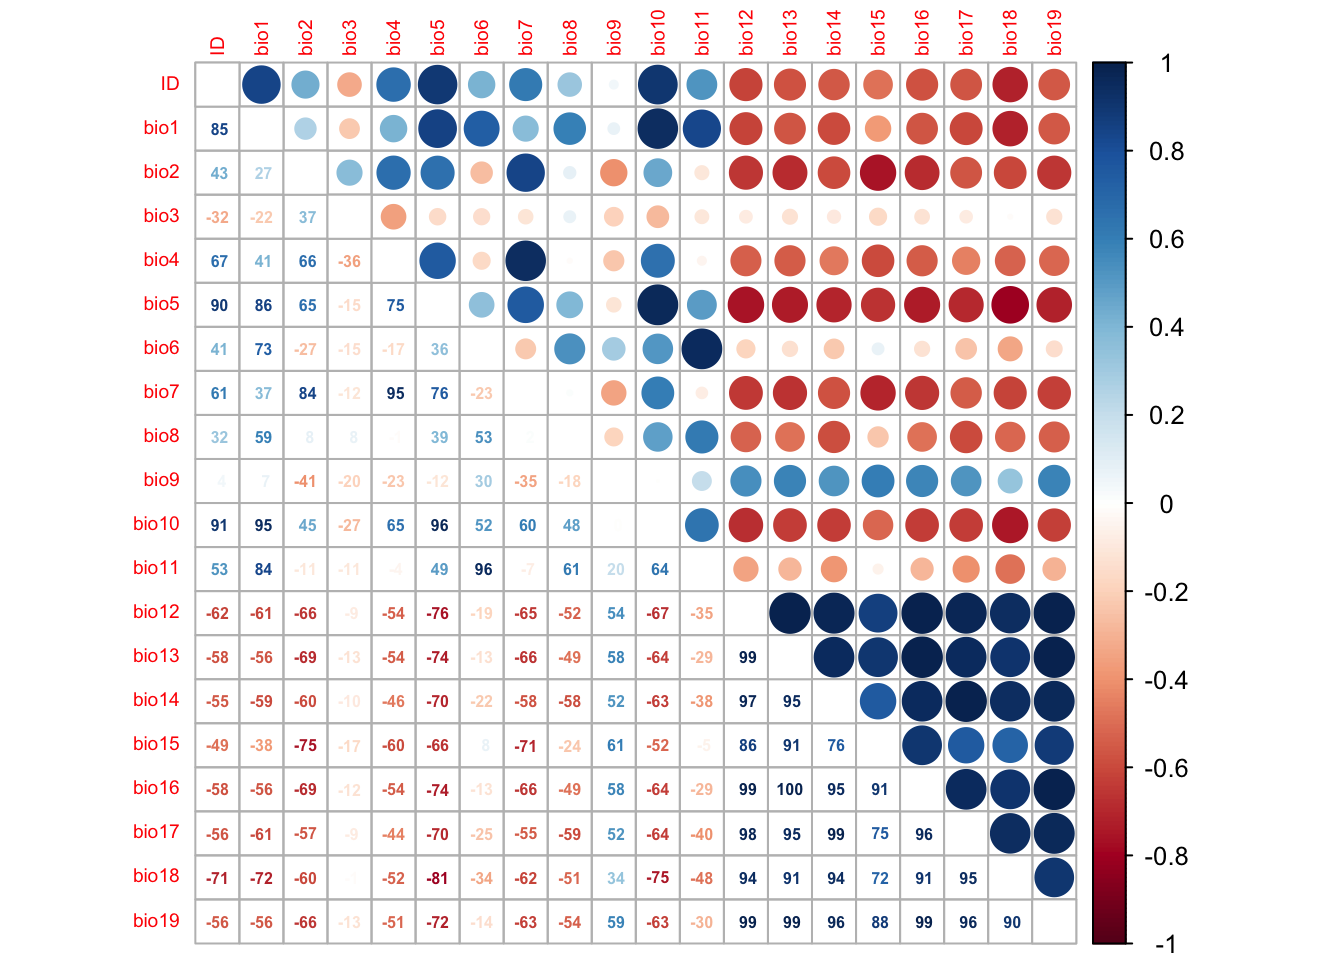 ID bio1 bio2 bio3 bio4 bio5 bio6 bio7 bio8 bio9 bio10 bio11 bio12 bio13 bio14 bio15 bio16 bio17 bio18 bio19
ID
bio1 85
bio2 43 27
bio3 -32 -22 37
bio4 67 41 66 -36
bio5 90 86 65 -15 75
bio6 41 73 -27 -15 -17 36
bio7 61 37 84 -12 95 76 -23
bio8 32 59 8 8 -1 39 53 2
bio9 4 7 -41 -20 -23 -12 30 -35 -18
bio10 91 95 45 -27 65 96 52 60 48
bio11 53 84 -11 -11 -4 49 96 -7 61 20 64
bio12 -62 -61 -66 -9 -54 -76 -19 -65 -52 54 -67 -35
bio13 -58 -56 -69 -13 -54 -74 -13 -66 -49 58 -64 -29 99
bio14 -55 -59 -60 -10 -46 -70 -22 -58 -58 52 -63 -38 97 95
bio15 -49 -38 -75 -17 -60 -66 8 -71 -24 61 -52 -5 86 91 76
bio16 -58 -56 -69 -12 -54 -74 -13 -66 -49 58 -64 -29 99 100 95 91
bio17 -56 -61 -57 -9 -44 -70 -25 -55 -59 52 -64 -40 98 95 99 75 96
bio18 -71 -72 -60 -52 -81 -34 -62 -51 34 -75 -48 94 91 94 72 91 95
bio19 -56 -56 -66 -13 -51 -72 -14 -63 -54 59 -63 -30 99 99 96 88 99 96 90
1
0.8
0.6
0.4
0.2
0
-0.2
-0.4
-0.6
-0.8
-1